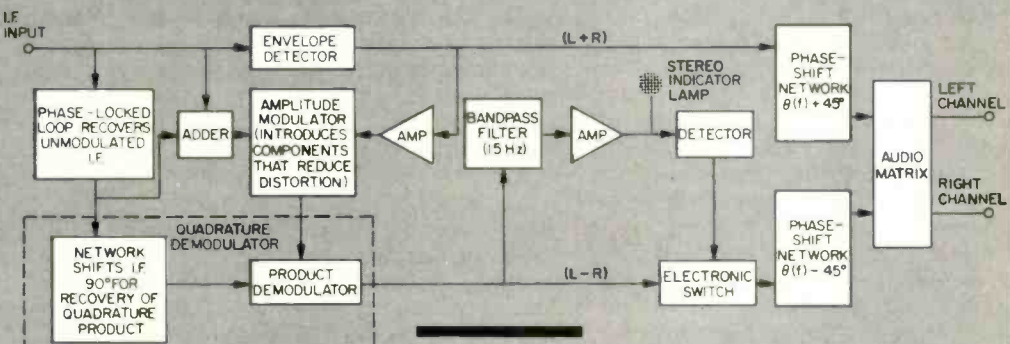 I.F.
INPUT
ENVELOPE
DETECTOR
(L+R)
STEREO
INDICATOR
LAMP
PHASE-
SHIFT
NETWORK
θ(f)+45°
LEFT
CHANNEL
PHASE-LOCKED
LOOP RECOVERS
UNMODULATED
I.F.
ADDER
AMPLITUDE
MODULATOR
(INTRODUCES
COMPONENTS
THAT REDUCE
DISTORTION)
AMP
BANDPASS
FILTER
(15 Hz)
AMP
DETECTOR
AUDIO
MATRIX
RIGHT
CHANNEL
QUADRATURE
DEMODULATOR
NETWORK
SHIFTS I.F.
90° FOR
RECOVERY OF
QUADRATURE
PRODUCT
PRODUCT
DEMODULATOR
(L-R)
ELECTRONIC
SWITCH
PHASE-
SHIFT
NETWORK
θ(f)-45°